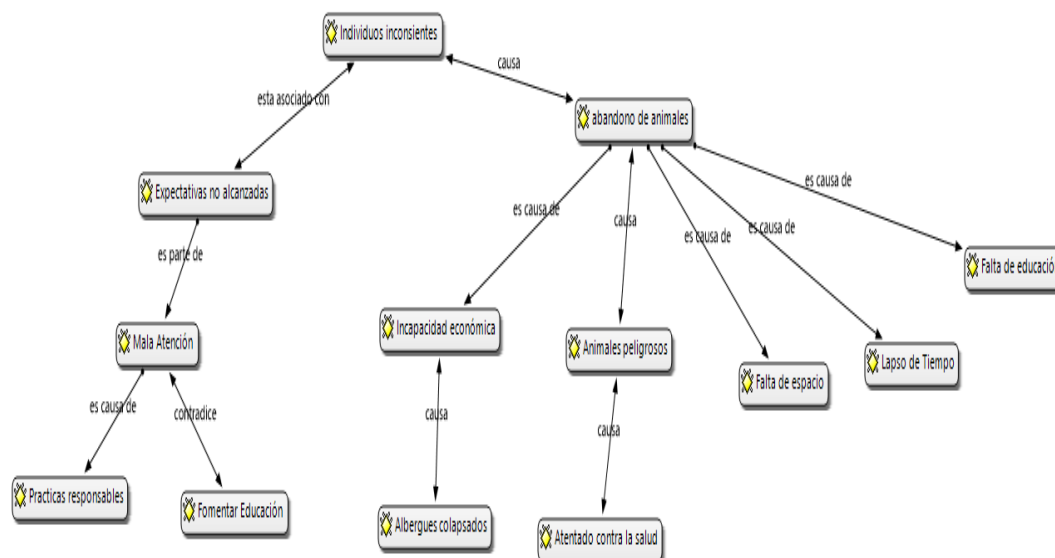 Individuos inconsientes
causa
esta asociado con
abandono de animales
Expectativas no alcanzadas
es causa de
es causa de
causa
es causa de
es causa de
es parte de
Falta de educación
Incapacidad económica
Mala Atención
Animales peligrosos
Lapso de Tiempo
Falta de espacio
es causa de
contradice
causa
causa
Practicas responsables
Fomentar Educación
Albergues colapsados
Atentado contra la salud